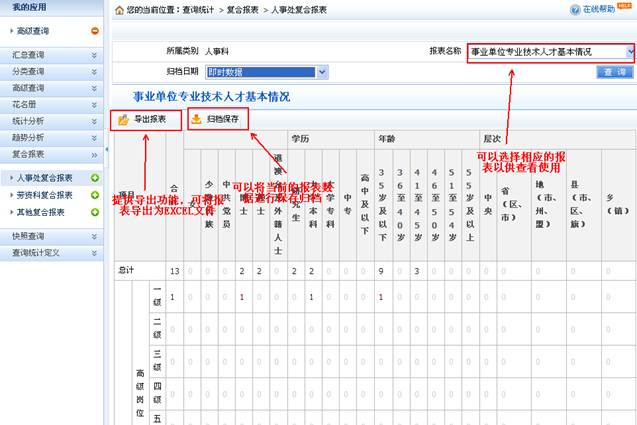 我的应用
您的当前位置：查询统计 > 复合报表 > 人事处复合报表
在线帮助
HELP
高级查询
汇总查询
分类查询
高级查询
花名册
统计分析
趋势分析
复合报表
人事处复合报表
劳资科复合报表
其他复合报表
快照查询
查询统计定义
所属类别 人事科
报表名称 事业单位专业技术人才基本情况
归档日期 即时数据
查 询
事业单位专业技术人才基本情况
导出报表
归档保存
可以选择相应的报
表以供查看使用
提供导出功能，可将报
表导出为EXCEL文件
可以将当前的报表数
据进行保存归档
学历
年龄
层次
项目
合
女
少
族
中共党员
博士
士
港澳
外籍人士
研究生
大学本科
大学专科
中专
高中及以下
35岁及以下
36至40岁
41至45岁
46至50岁
51至54岁
55岁及以上
中央
省（区、市）
地（市、州、盟）
县（市、区、旗）
乡（镇）
总计 13 0 0 0 2 2 0 2 2 0 0 0 9 0 3 0 0 0 0 0 0 0 0
高级岗位
一级 1 0 0 0 1 0 0 0 1 0 0 0 1 0 0 0 0 0 0 0 0 0 0
二级 0 0 0 0 0 0 0 0 0 0 0 0 0 0 0 0 0 0 0 0 0 0 0
三级 0 0 0 0 0 0 0 0 0 0 0 0 0 0 0 0 0 0 0 0 0 0 0
四级 0 0 0 0 0 0 0 0 0 0 0 0 0 0 0 0 0 0 0 0 0 0 0
五